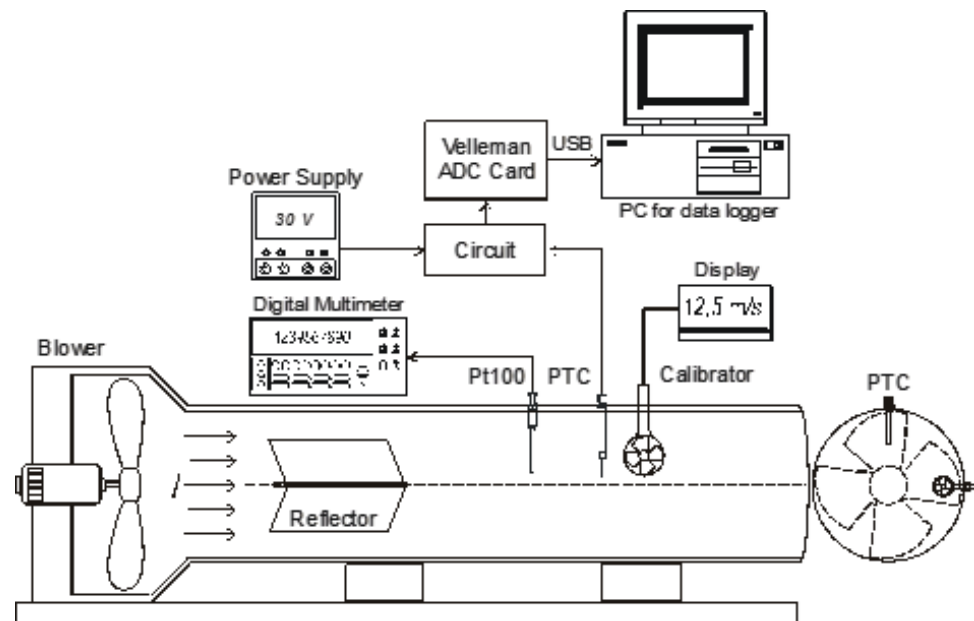 Velleman
ADC Card
USB
PC for data logger
Power Supply
30 V
Circuit
Display
12,5 m/s
Digital Multimeter
1234567890
Blower
Pt100
PTC
Calibrator
PTC
Reflector